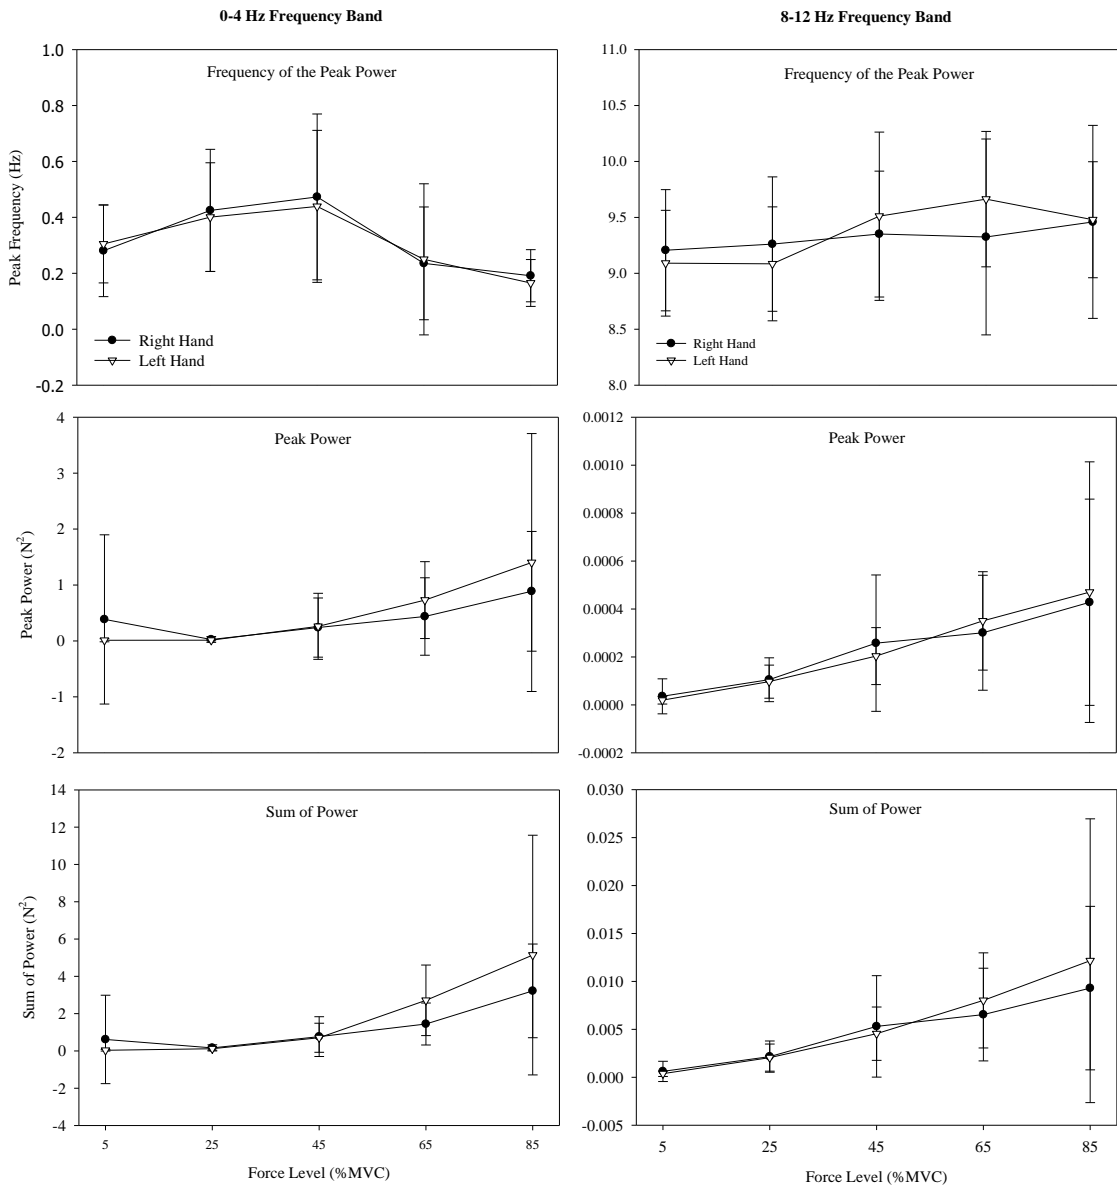 0-4 Hz Frequency Band
8-12 Hz Frequency Band
Frequency of the Peak Power
1.0
0.8
0.6
0.4
0.2
0.0
-0.2
Peak Frequency (Hz)
Right Hand
Left Hand
Frequency of the Peak Power
11.0
10.5
10.0
9.5
9.0
8.5
8.0
Right Hand
Left Hand
Peak Power
4
3
2
1
0
-1
-2
Peak Power (N²)
Peak Power
0.0012
0.0010
0.0008
0.0006
0.0004
0.0002
0.0000
-0.0002
Sum of Power
14
12
10
8
6
4
2
0
-2
-4
Sum of Power (N²)
5 25 45 65 85
Force Level (%MVC)
Sum of Power
0.030
0.025
0.020
0.015
0.010
0.005
0.000
-0.005
5 25 45 65 85
Force Level (%MVC)